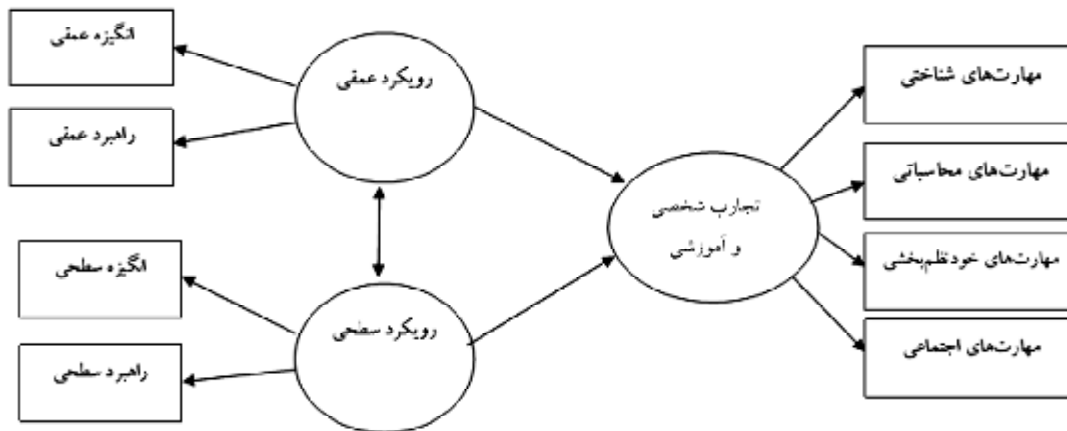 انگیزه عمقی
رویکرد عمقی
مهارت‌های شناختی
راهبرد عمقی
مهارت‌های محاسباتی
تجارب شخصی
و آموزشی
انگیزه سطحی
مهارت‌های خودنظم‌بخشی
رویکرد سطحی
مهارت‌های اجتماعی
راهبرد سطحی